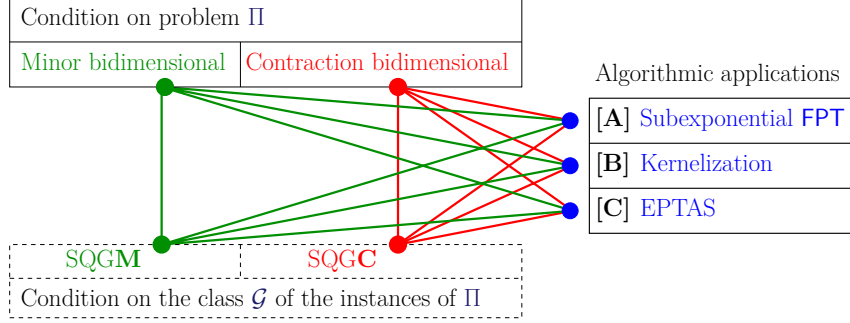 Condition on problem Π
Minor bidimensional Contraction bidimensional
Algorithmic applications
[A] Subexponential FPT
[B] Kernelization
[C] EPTAS
SQGM SQGC
Condition on the class 𝒢 of the instances of Π